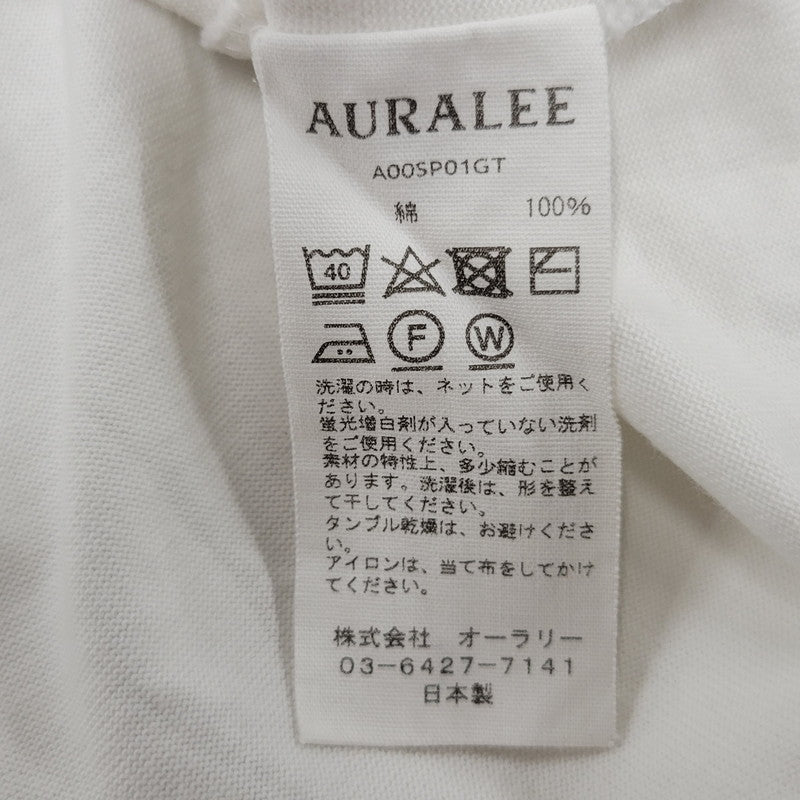 AURALEE
A00SP01GT
綿 100%
40
F W
洗濯の時は、ネットをご使用く
ださい。
蛍光増白剤が入っていない洗剤
をご使用ください。
素材の特性上、多少縮むことが
あります。洗濯後は、形を整え
て干してください。
タンブル乾燥は、お避けくださ
い。
アイロンは、当て布をしてかけ
てください。
株式会社 オーラリー
03-6427-7141
日本製